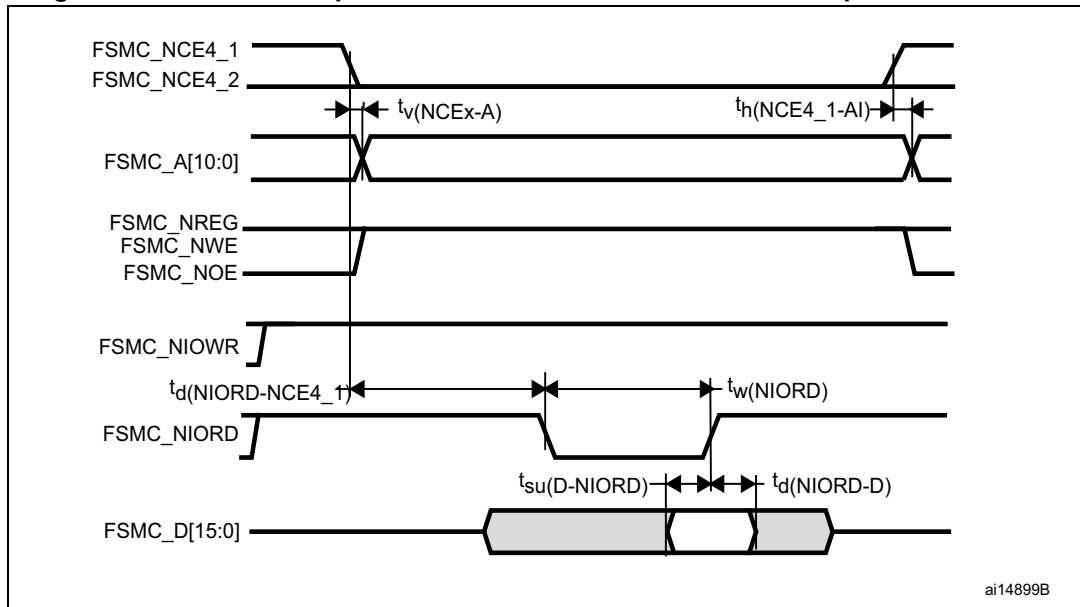 FSMC_NCE4_1
FSMC_NCE4_2
tv(NCEx-A)
th(NCE4_1-AI)
FSMC_A[10:0]
FSMC_NREG
FSMC_NWE
FSMC_NOE
FSMC_NIOWR
td(NIORD-NCE4_1)
tw(NIORD)
FSMC_NIORD
tsu(D-NIORD)
td(NIORD-D)
FSMC_D[15:0]
ai14899B